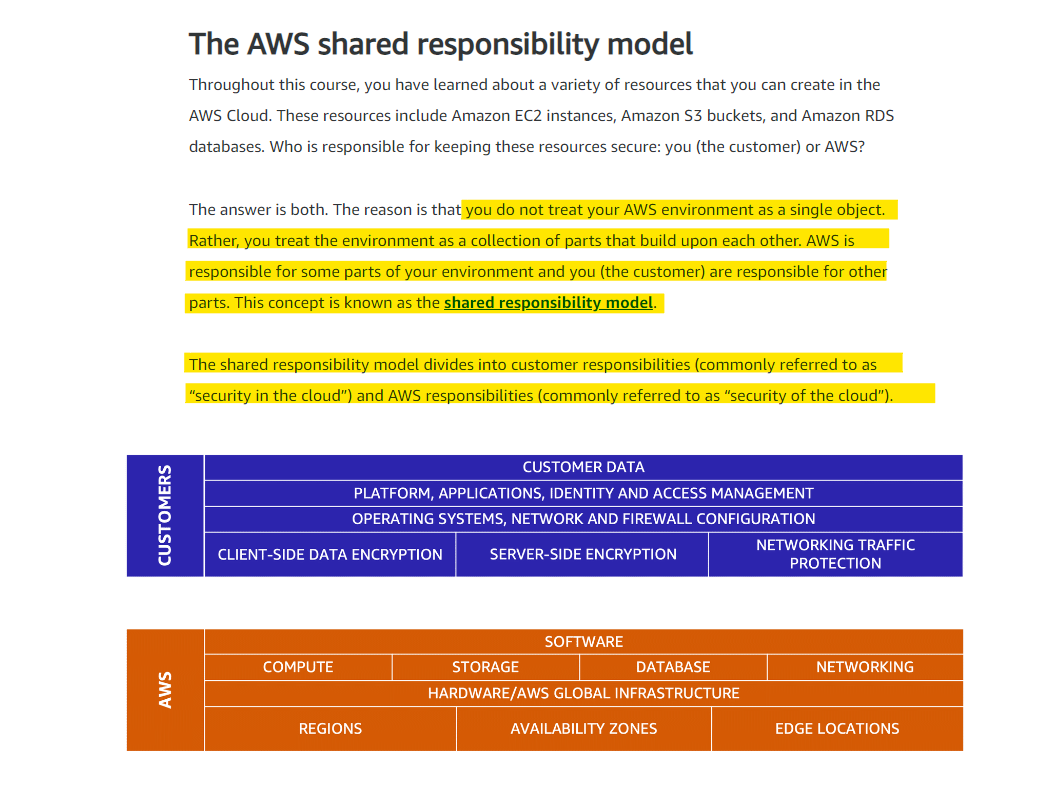 The AWS shared responsibility model
Throughout this course, you have learned about a variety of resources that you can create in the
AWS Cloud. These resources include Amazon EC2 instances, Amazon S3 buckets, and Amazon RDS
databases. Who is responsible for keeping these resources secure: you (the customer) or AWS?
The answer is both. The reason is that you do not treat your AWS environment as a single object.
Rather, you treat the environment as a collection of parts that build upon each other. AWS is
responsible for some parts of your environment and you (the customer) are responsible for other
parts. This concept is known as the shared responsibility model.
The shared responsibility model divides into customer responsibilities (commonly referred to as
“security in the cloud”) and AWS responsibilities (commonly referred to as “security of the cloud”).
CUSTOMERS
CUSTOMER DATA
PLATFORM, APPLICATIONS, IDENTITY AND ACCESS MANAGEMENT
OPERATING SYSTEMS, NETWORK AND FIREWALL CONFIGURATION
CLIENT-SIDE DATA ENCRYPTION
SERVER-SIDE ENCRYPTION
NETWORKING TRAFFIC
PROTECTION
AWS
SOFTWARE
COMPUTE
STORAGE
DATABASE
NETWORKING
HARDWARE/AWS GLOBAL INFRASTRUCTURE
REGIONS
AVAILABILITY ZONES
EDGE LOCATIONS